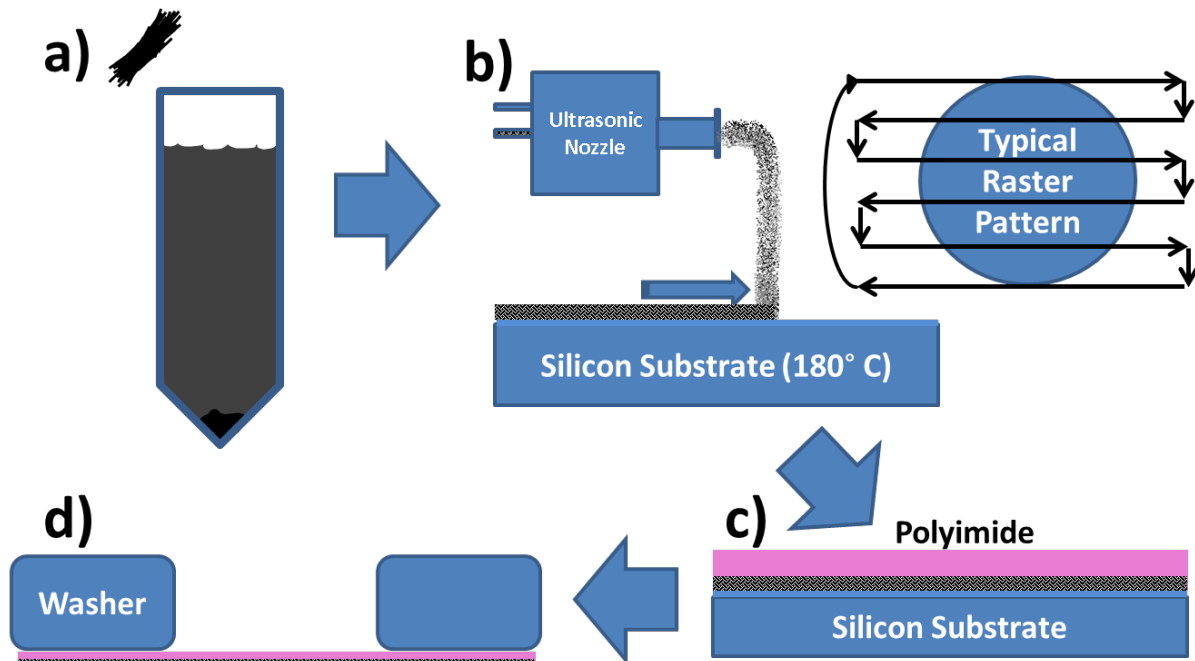 a)
b)
Ultrasonic
Nozzle
Typical
Raster
Pattern
Silicon Substrate (180° C)
c)
Polyimide
Silicon Substrate
d)
Washer